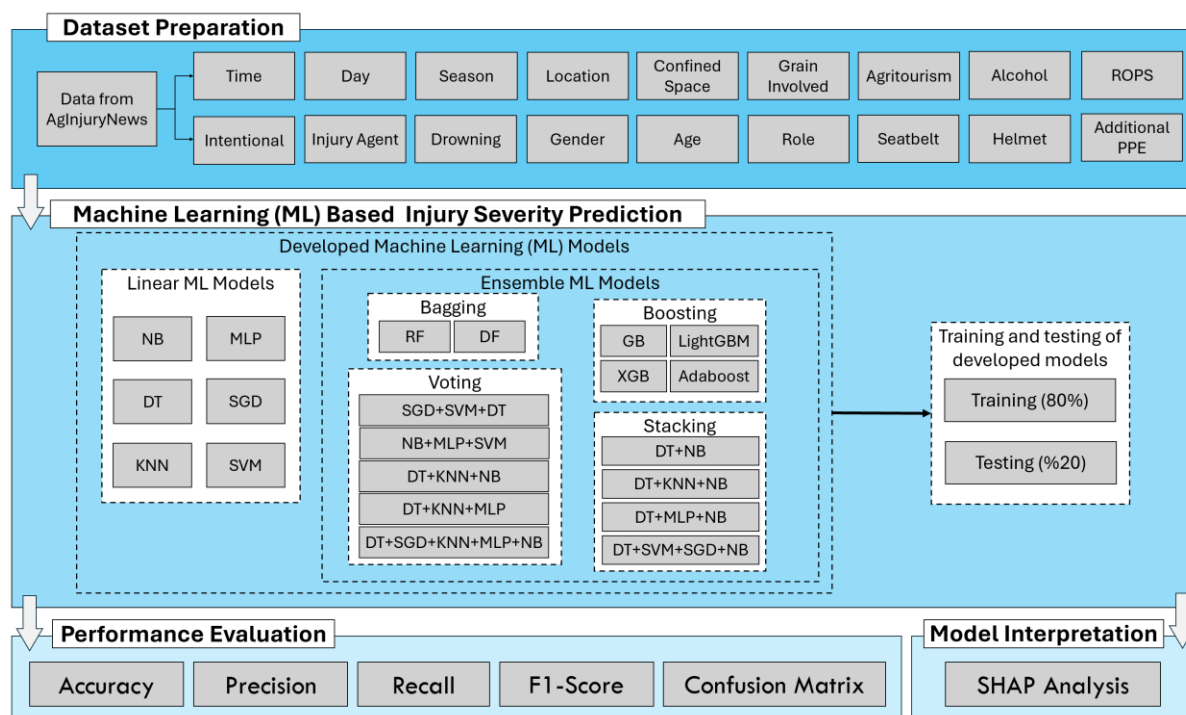 Dataset Preparation
Data from
AgInjuryNews
Time
Day
Season
Location
Confined
Space
Grain
Involved
Agritourism
Alcohol
ROPS
Intentional
Injury Agent
Drowning
Gender
Age
Role
Seatbelt
Helmet
Additional
PPE
Machine Learning (ML) Based Injury Severity Prediction
Developed Machine Learning (ML) Models
Linear ML Models
NB
MLP
DT
SGD
KNN
SVM
Ensemble ML Models
Bagging
RF
DF
Boosting
GB
LightGBM
XGB
Adaboost
Voting
SGD+SVM+DT
NB+MLP+SVM
DT+KNN+NB
DT+KNN+MLP
DT+SGD+KNN+MLP+NB
Stacking
DT+NB
DT+KNN+NB
DT+MLP+NB
DT+SVM+SGD+NB
Training and testing of
developed models
Training (80%)
Testing (%20)
Performance Evaluation
Accuracy
Precision
Recall
F1-Score
Confusion Matrix
Model Interpretation
SHAP Analysis